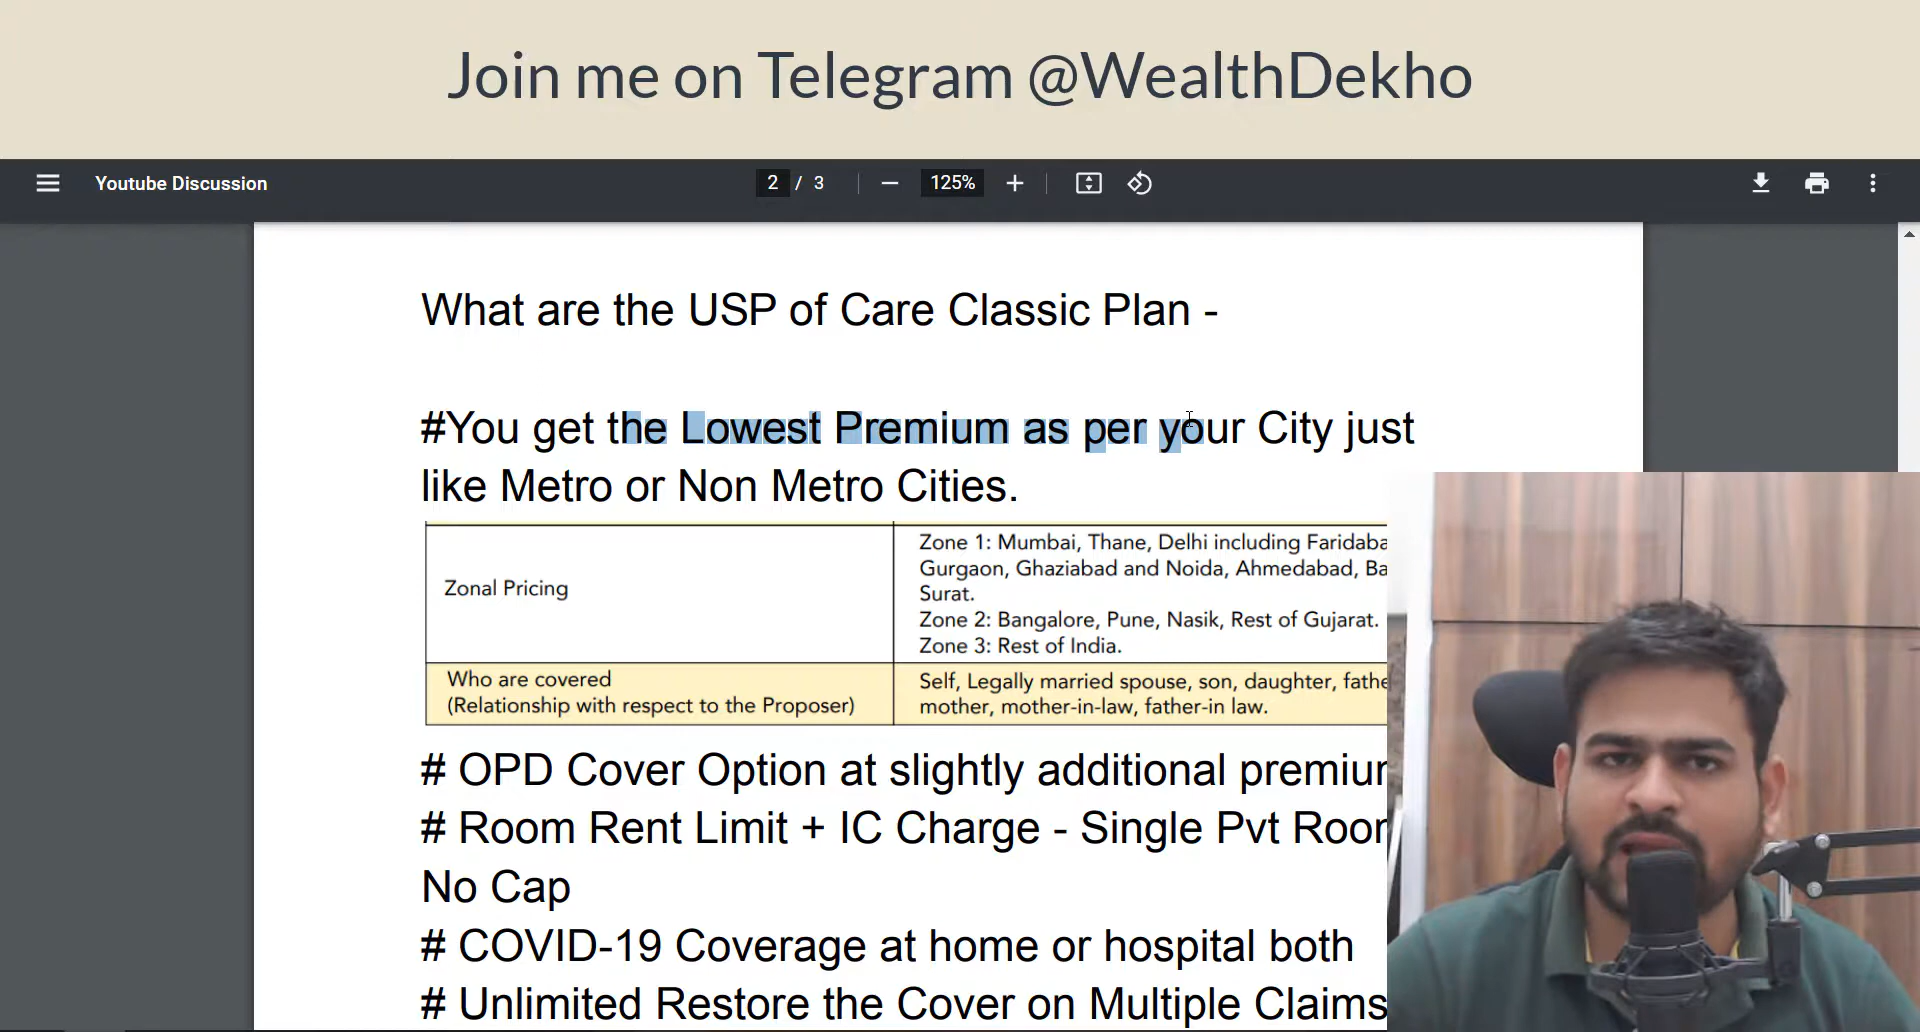 Join me on Telegram @WealthDekho
Youtube Discussion
2 / 3
125%
What are the USP of Care Classic Plan -
#You get the Lowest Premium as per your City just
like Metro or Non Metro Cities.
Zonal Pricing
Zone 1: Mumbai, Thane, Delhi including Faridaba
Gurgaon, Ghaziabad and Noida, Ahmedabad, Ba
Surat.
Zone 2: Bangalore, Pune, Nasik, Rest of Gujarat.
Zone 3: Rest of India.
Who are covered
(Relationship with respect to the Proposer)
Self, Legally married spouse, son, daughter, fathe
mother, mother-in-law, father-in law.
# OPD Cover Option at slightly additional premium
# Room Rent Limit + IC Charge - Single Pvt Room
No Cap
# COVID-19 Coverage at home or hospital both
# Unlimited Restore the Cover on Multiple Claims